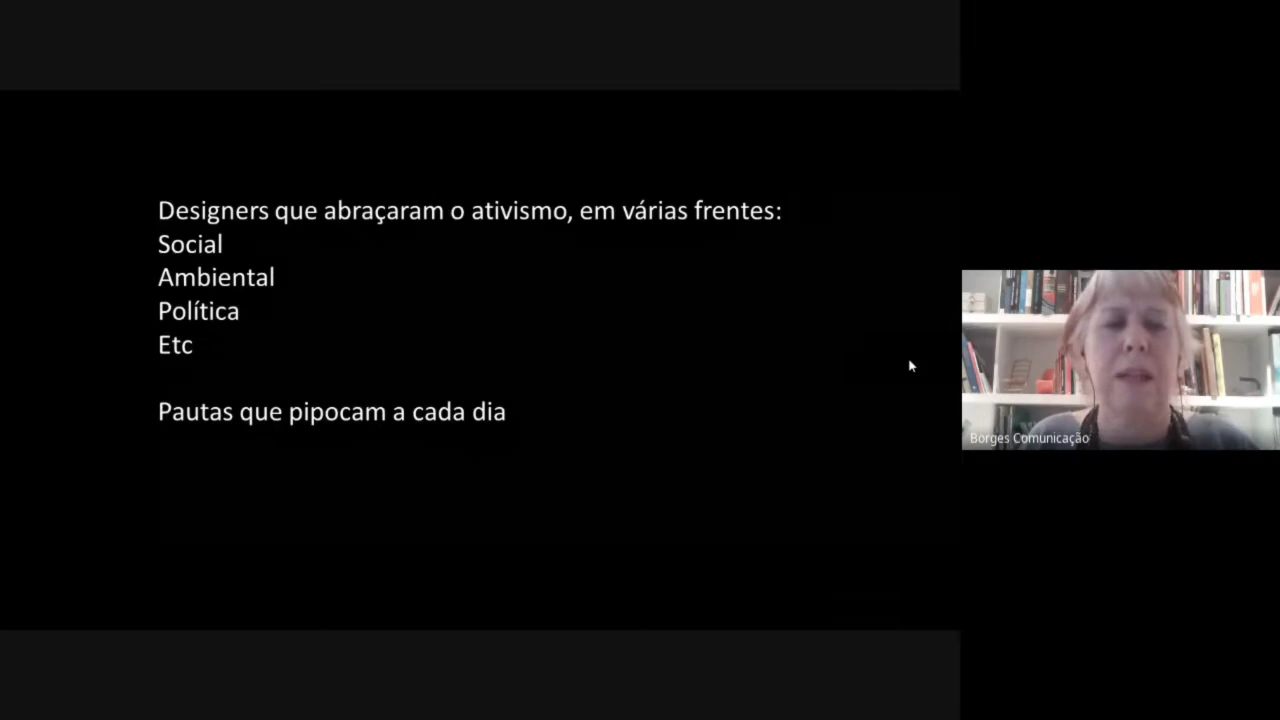 Designers que abraçaram o ativismo, em várias frentes:
Social
Ambiental
Política
Etc
Pautas que pipocam a cada dia
Borges Comunicação